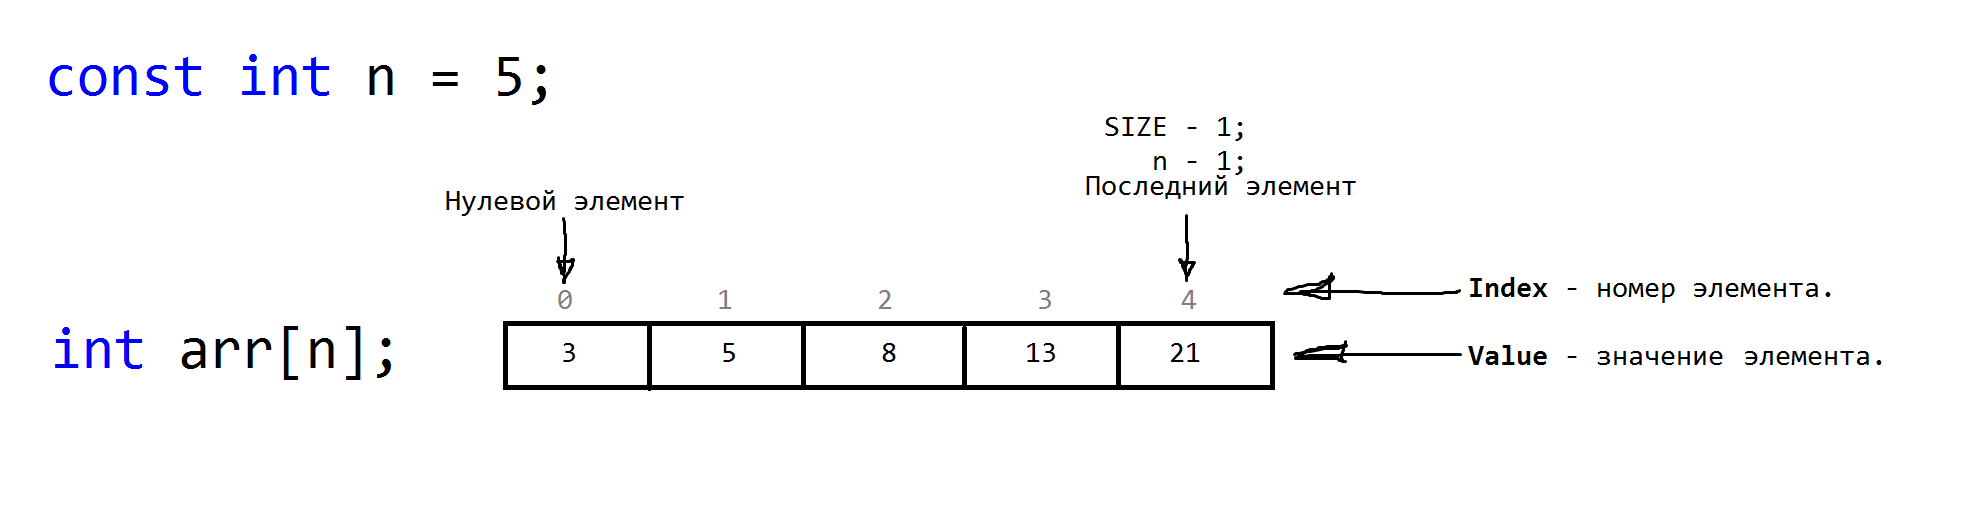 const int n = 5;
SIZE - 1;
n - 1;
Последний элемент
Нулевой элемент
0 1 2 3 4
Index - номер элемента.
int arr[n];
3 5 8 13 21
Value - значение элемента.